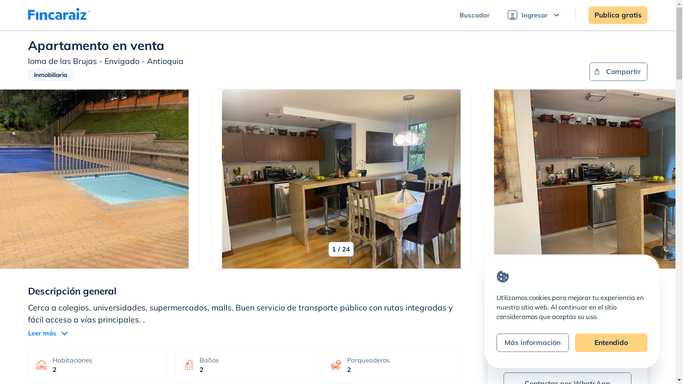 Fincaraiz
Buscador
Ingresar
Publica gratis
Apartamento en venta
loma de las Brujas - Envigado - Antioquia
Inmobiliaria
Compartir
1 / 24
Descripción general
Cerca a colegios, universidades, supermercados, malls. Buen servicio de transporte público con rutas integradas y
fácil acceso a vías principales. .
Leer más
Habitaciones
2
Baños
2
Parqueaderos
2
Utilizamos cookies para mejorar tu experiencia en
nuestro sitio web. Al continuar en el sitio
consideramos que aceptas su uso.
Más información
Entendido
Contactar por WhatsApp